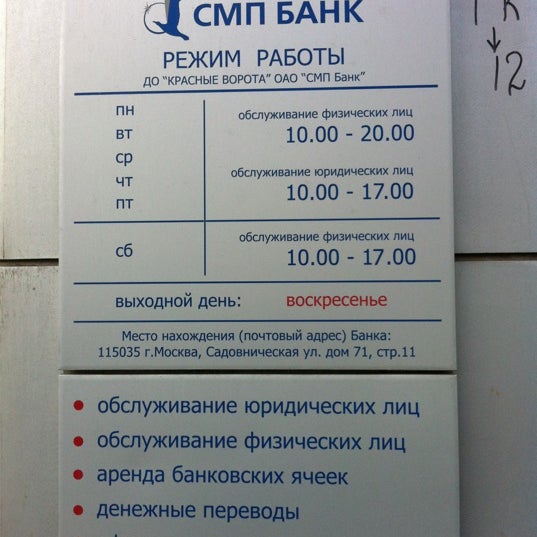 СМП БАНК
РЕЖИМ РАБОТЫ
ДО "КРАСНЫЕ ВОРОТА" ОАО "СМП Банк"
пн
обслуживание физических лиц
вт
10.00 - 20.00
ср
обслуживание юридических лиц
чт
10.00 - 17.00
пт
обслуживание физических лиц
сб
10.00 - 17.00
выходной день: воскресенье
Место нахождения (почтовый адрес) Банка:
115035 г.Москва, Садовническая ул. дом 71, стр.11
• обслуживание юридических лиц
• обслуживание физических лиц
• аренда банковских ячеек
• денежные переводы
12